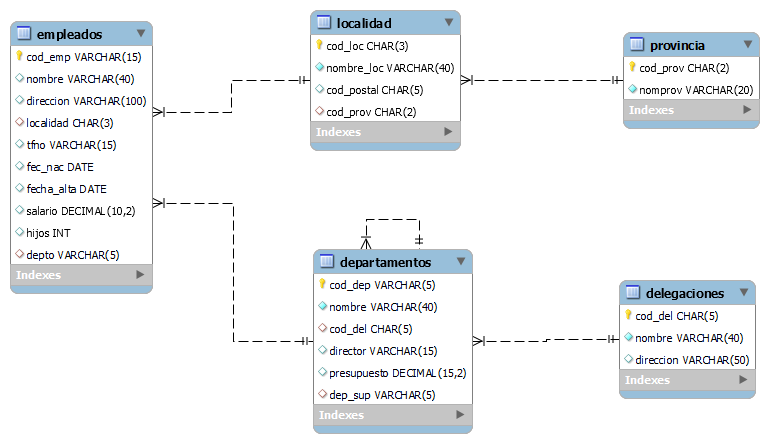 empleados
cod_emp VARCHAR(15)
nombre VARCHAR(40)
direccion VARCHAR(100)
localidad CHAR(3)
tfno VARCHAR(15)
fec_nac DATE
fecha_alta DATE
salario DECIMAL(10,2)
hijos INT
depto VARCHAR(5)
Indexes
localidad
cod_loc CHAR(3)
nombre_loc VARCHAR(40)
cod_postal CHAR(5)
cod_prov CHAR(2)
Indexes
provincia
cod_prov CHAR(2)
nomprov VARCHAR(20)
Indexes
departamentos
cod_dep VARCHAR(5)
nombre VARCHAR(40)
cod_del CHAR(5)
director VARCHAR(15)
presupuesto DECIMAL(15,2)
dep_sup VARCHAR(5)
Indexes
delegaciones
cod_del CHAR(5)
nombre VARCHAR(40)
direccion VARCHAR(50)
Indexes